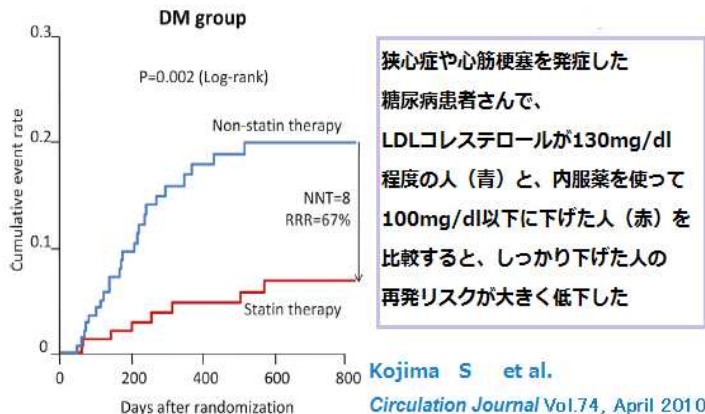 DM group
0.3
P=0.002 (Log-rank)
Non-statin therapy
0.2
NNT=8
RRR=67%
0.1
Statin therapy
0
Cumulative event rate
0 200 400 600 800
Days after randomization
狭心症や心筋梗塞を発症した
糖尿病患者さんで、
LDLコレステロールが130mg/dl
程度の人（青）と、内服薬を使って
100mg/dl以下に下げた人（赤）を
比較すると、しっかり下げた人の
再発リスクが大きく低下した
Kojima S et al.
Circulation Journal Vol.74, April 2010